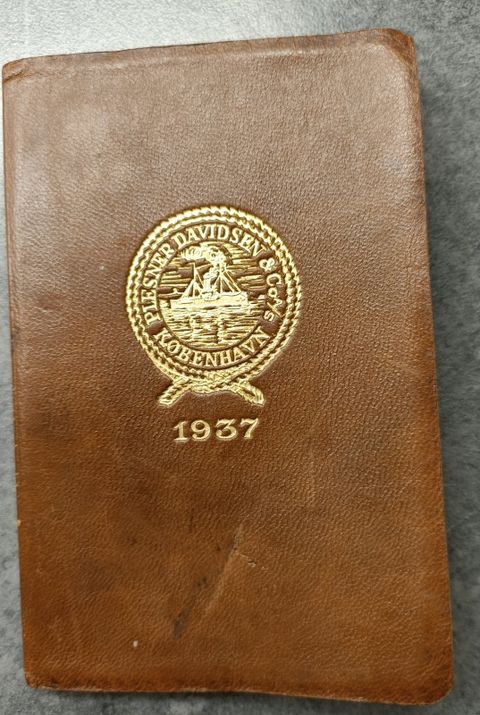 PLESNER DAVIDSEN & Co. A/S
KØBENHAVN
1937